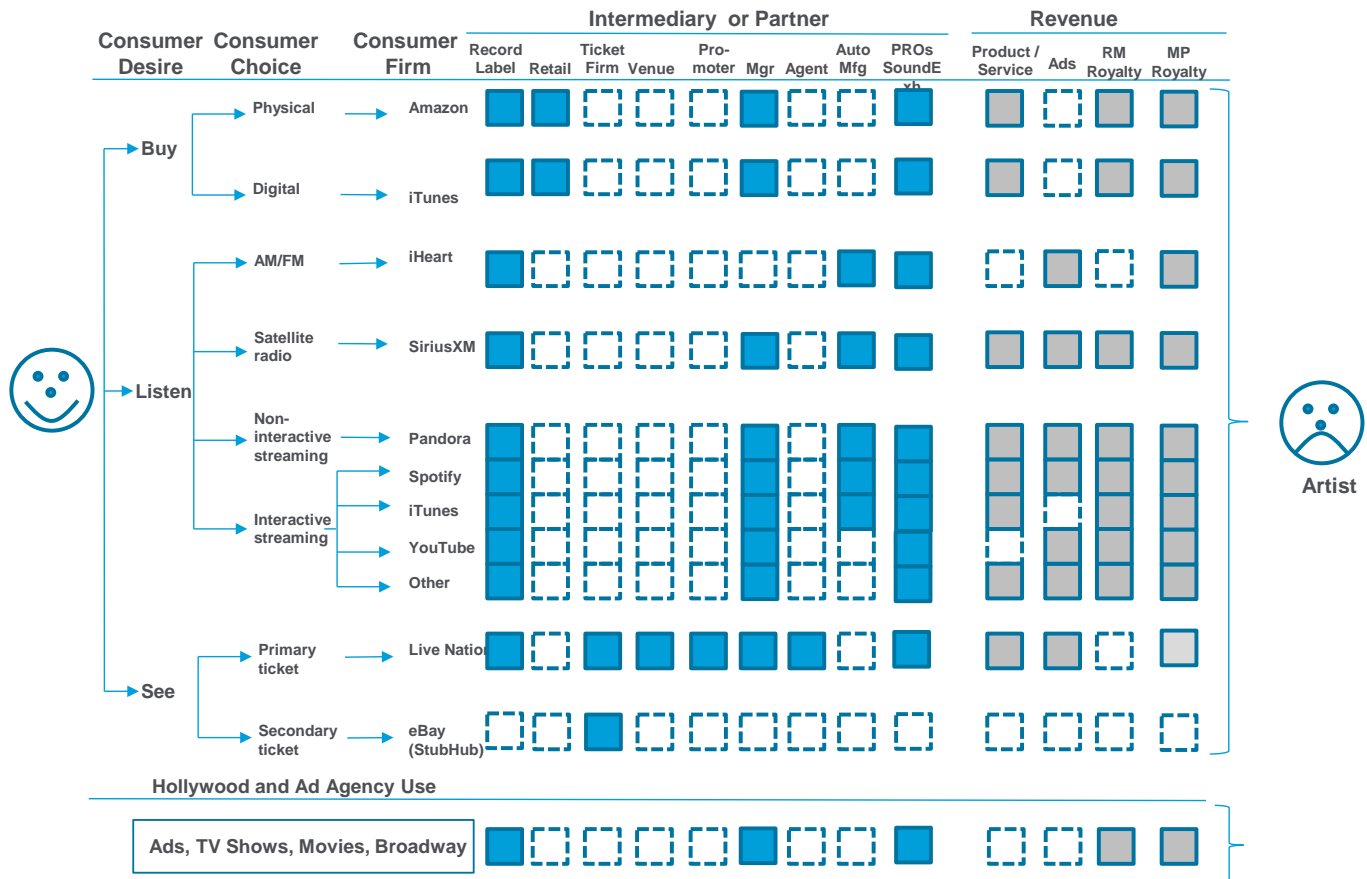 Intermediary or Partner
Revenue
Consumer
Desire
Consumer
Choice
Consumer
Firm
Record
Label
Retail
Ticket
Firm
Venue
Pro-
moter
Mgr
Agent
Auto
Mfg
PROs
SoundE
xh
Product /
Service
Ads
RM
Royalty
MP
Royalty
Physical
Amazon
Buy
Digital
iTunes
AM/FM
iHeart
Satellite
radio
SiriusXM
Listen
Non-
interactive
streaming
Pandora
Spotify
iTunes
Interactive
streaming
YouTube
Other
Artist
Primary
ticket
Live Nation
See
Secondary
ticket
eBay
(StubHub)
Hollywood and Ad Agency Use
Ads, TV Shows, Movies, Broadway